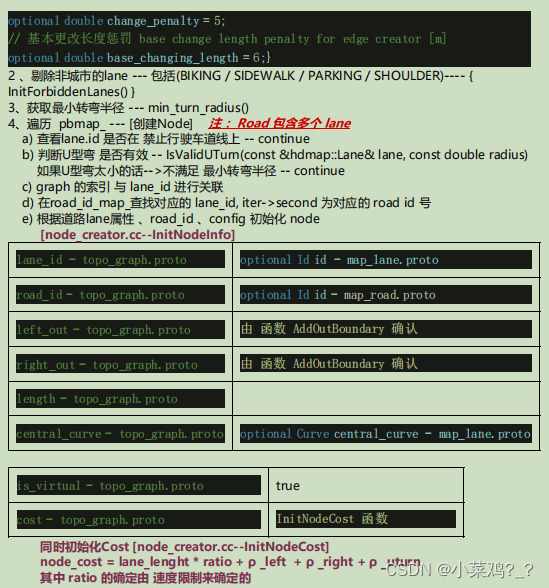 optional double change_penalty = 5;
// 基本更改长度惩罚 base change length penalty for edge creator [m]
optional double base_changing_length = 6;}
2 、剔除非城市的lane --- 包括(BIKING / SIDEWALK / PARKING / SHOULDER)---- {
InitForbiddenLanes() }
3、获取最小转弯半径 --- min_turn_radius()
4、遍历 pbmap_ --- [创建Node] 注： Road 包含多个 lane
a) 查看lane.id 是否在 禁止行驶车道线上 -- continue
b) 判断U型弯 是否有效 -- IsValidUTurn(const &hdmap::Lane& lane, const double radius)
如果U型弯太小的话-->不满足 最小转弯半径 -- continue
c) graph 的索引 与 lane_id 进行关联
d) 在road_id_map_查找对应的 lane_id, iter->second 为对应的 road id 号
e) 根据道路lane属性 、road_id 、config 初始化 node
[node_creator.cc--InitNodeInfo]
lane_id - topo_graph.proto optional Id id - map_lane.proto
road_id - topo_graph.proto optional Id id - map_road.proto
left_out - topo_graph.proto 由 函数 AddOutBoundary 确认
right_out - topo_graph.proto 由 函数 AddOutBoundary 确认
length - topo_graph.proto
central_curve - topo_graph.proto optional Curve central_curve - map_lane.proto
is_virtual - topo_graph.proto true
cost - topo_graph.proto InitNodeCost 函数
同时初始化Cost [node_creator.cc--InitNodeCost]
node_cost = lane_lenght * ratio + ρ _left + ρ _right + ρ _uturn
其中 ratio 的确定由 速度限制来确定的
CSDN @小菜鸡?_?